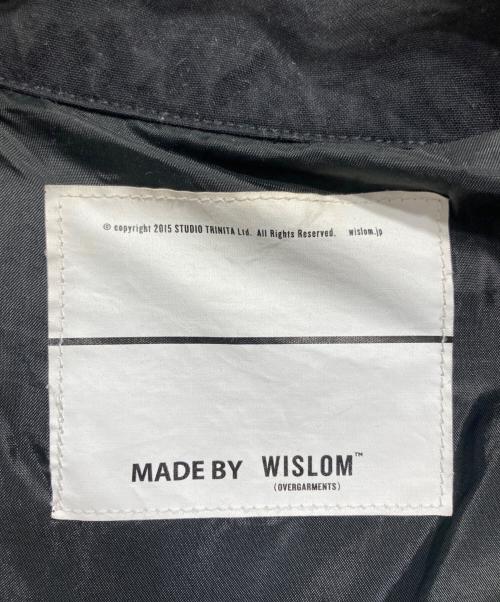 © copyright 2015 STUDIO TRINITA Ltd. All Rights Reserved. wislom.jp
MADE BY WISLOM™
(OVERGARMENTS)